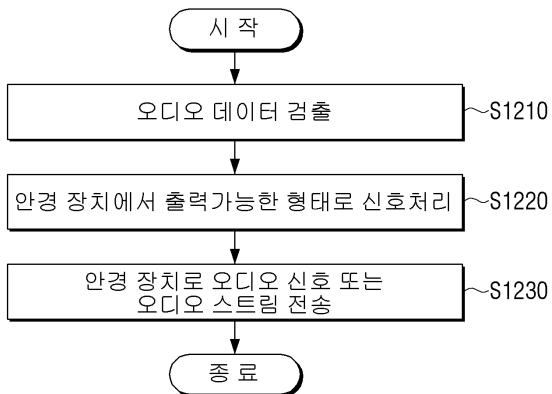 시 작
오디오 데이터 검출
S1210
안경 장치에서 출력가능한 형태로 신호처리
S1220
안경 장치로 오디오 신호 또는
오디오 스트림 전송
S1230
종 료